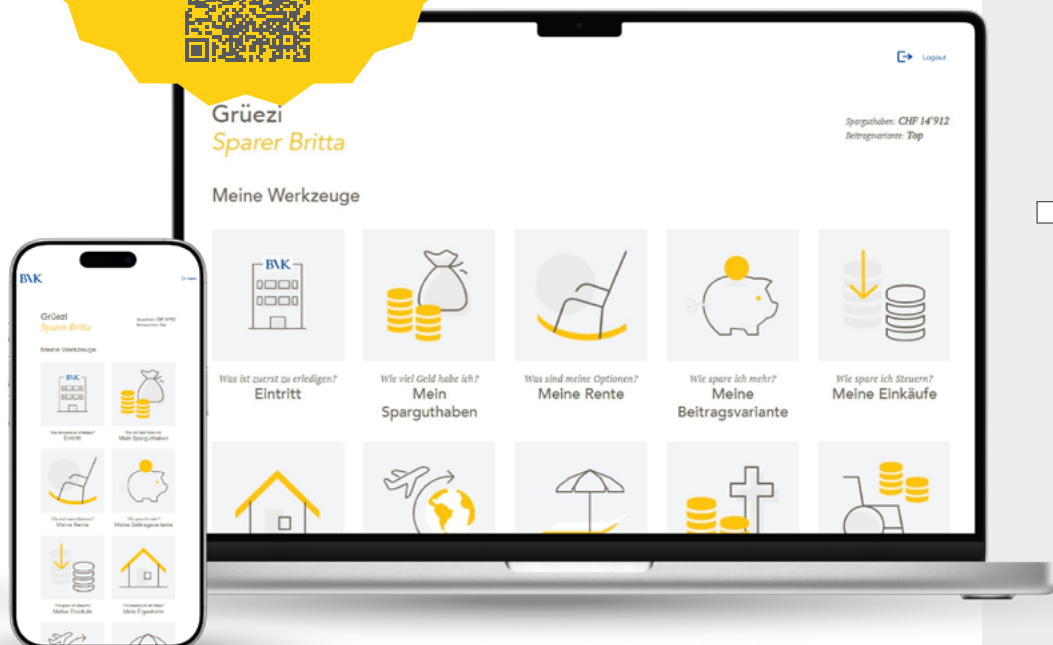 Logout
Grüezi
Sparer Britta
Sparguthaben: CHF 14'912
Beitragsvariante: Top
Meine Werkzeuge
BVK
Was ist zuerst zu erledigen?
Eintritt
Wie viel Geld habe ich?
Mein
Sparguthaben
Was sind meine Optionen?
Meine Rente
Wie spare ich mehr?
Meine
Beitragsvariante
Wie spare ich Steuern?
Meine Einkäufe
BVK
Grüezi
Sparer Britta
Meine Werkzeuge
BVK
Eintritt
Mein Sparguthaben
Meine Rente
Meine Beitragsvariante
Meine Einkäufe
Mein Eigenheim